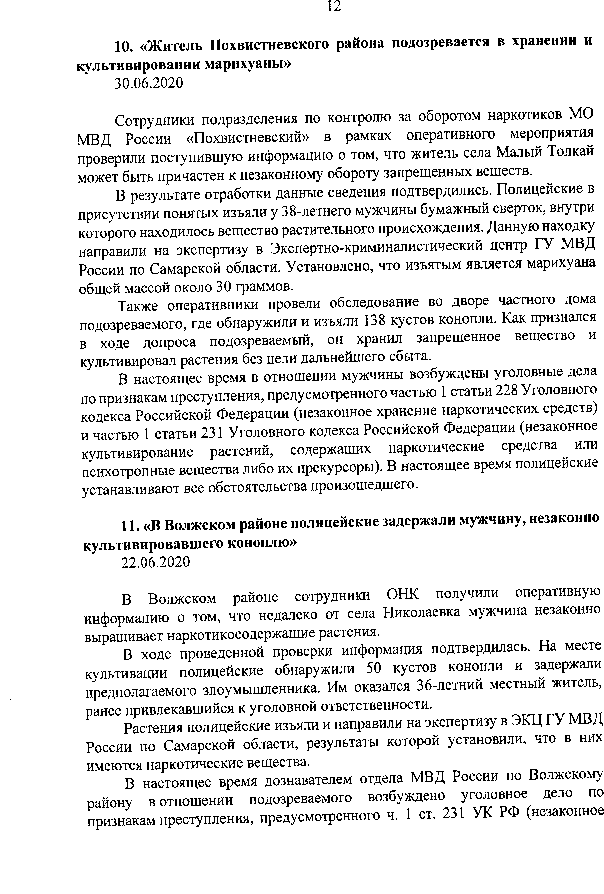 12
10. «Житель Похвистневского района подозревается в хранении и
культивировании марихуаны»
30.06.2020
Сотрудники подразделения по контролю за оборотом наркотиков МО
МВД России «Похвистневский» в рамках оперативного мероприятия
проверили поступившую информацию о том, что житель села Малый Толкай
может быть причастен к незаконному обороту запрещенных веществ.
В результате отработки данные сведения подтвердились. Полицейские в
присутствии понятых изъяли у 38-летнего мужчины бумажный сверток, внутри
которого находилось вещество растительного происхождения. Данную находку
направили на экспертизу в Экспертно-криминалистический центр ГУ МВД
России по Самарской области. Установлено, что изъятым является марихуана
общей массой около 30 граммов.
Также оперативники провели обследование во дворе частного дома
подозреваемого, где обнаружили и изъяли 138 кустов конопли. Как признался
в ходе допроса подозреваемый, он хранил запрещенное вещество и
культивировал растения без цели дальнейшего сбыта.
В настоящее время в отношении мужчины возбуждены уголовные дела
по признакам преступления, предусмотренного частью 1 статьи 228 Уголовного
кодекса Российской Федерации (незаконное хранение наркотических средств)
и частью 1 статьи 231 Уголовного кодекса Российской Федерации (незаконное
культивирование растений, содержащих наркотические средства или
психотропные вещества либо их прекурсоры). В настоящее время полицейские
устанавливают все обстоятельства произошедшего.
11. «В Волжском районе полицейские задержали мужчину, незаконно
культивировавшего коноплю»
22.06.2020
В Волжском районе сотрудники ОНК получили оперативную
информацию о том, что недалеко от села Николаевка мужчина незаконно
выращивает наркотикосодержащие растения.
В ходе проведенной проверки информация подтвердилась. На месте
культивации полицейские обнаружили 50 кустов конопли и задержали
предполагаемого злоумышленника. Им оказался 36-летний местный житель,
ранее привлекавшийся к уголовной ответственности.
Растения полицейские изъяли и направили на экспертизу в ЭКЦ ГУ МВД
России по Самарской области, результаты которой установили, что в них
имеются наркотические вещества.
В настоящее время дознавателем отдела МВД России по Волжскому
району в отношении подозреваемого возбуждено уголовное дело по
признакам преступления, предусмотренного ч. 1 ст. 231 УК РФ (незаконное